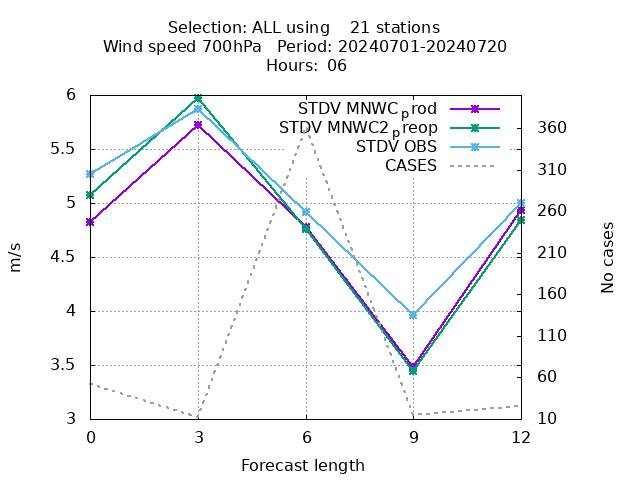 Selection: ALL using    21 stations
Wind speed 700hPa   Period: 20240701-20240720
Hours:  06
STDV MNWCprod
STDV MNWC2preop
STDV OBS
CASES
6
5.5
5
4.5
4
3.5
3
360
310
260
210
160
110
60
10
m/s
No cases
0 3 6 9 12
Forecast length